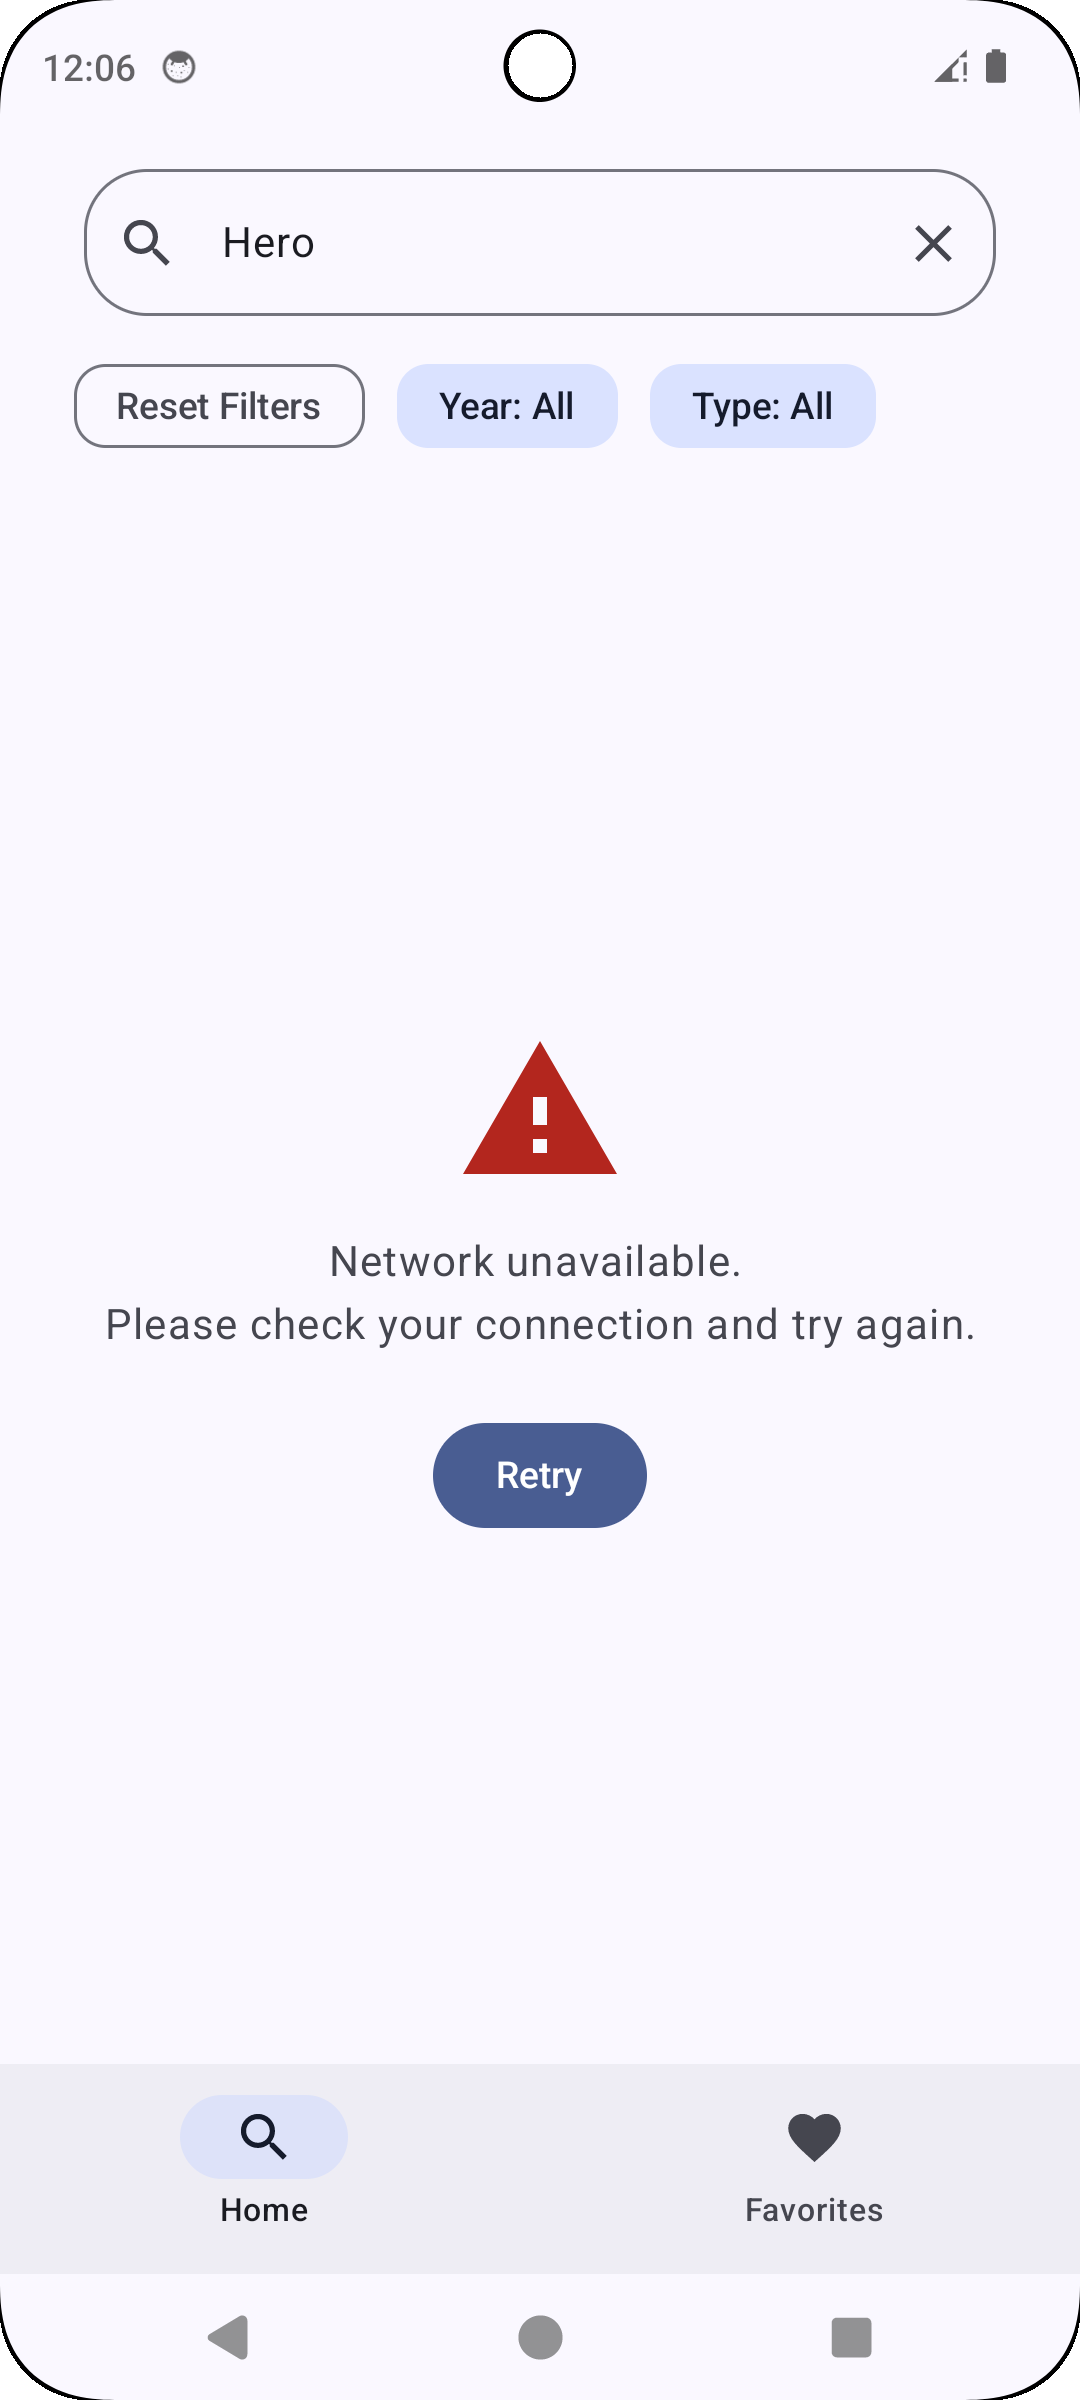 12:06
Hero
Reset Filters
Year: All
Type: All
Network unavailable.
Please check your connection and try again.
Retry
Home
Favorites